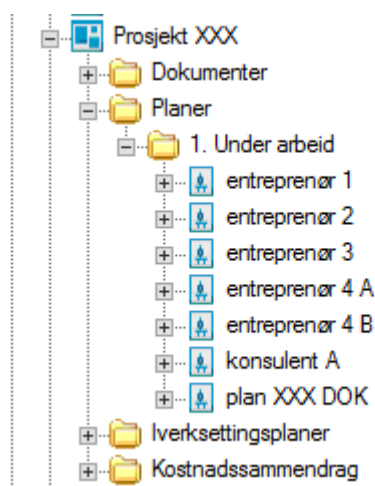 Prosjekt XXX
Dokumenter
Planer
1. Under arbeid
entreprenør 1
entreprenør 2
entreprenør 3
entreprenør 4 A
entreprenør 4 B
konsulent A
plan XXX DOK
Iverksettingsplaner
Kostnadssammendrag